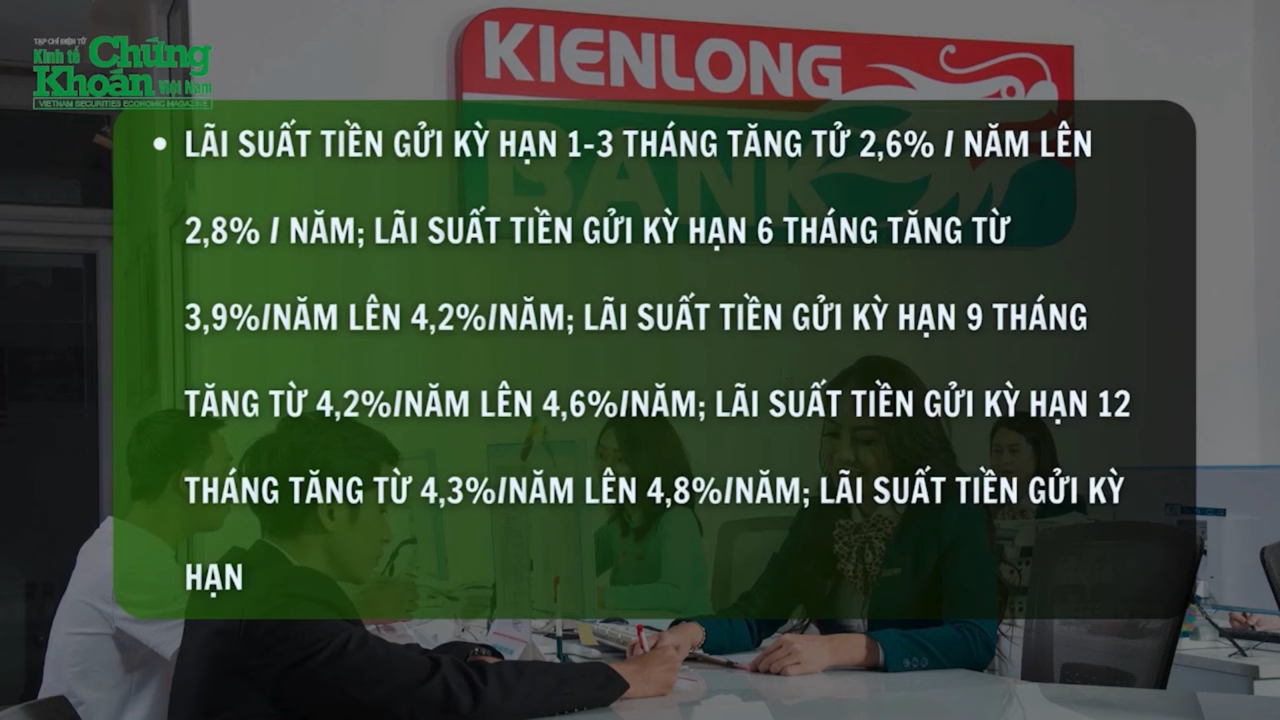 TẠP CHÍ ĐIỆN TỬ
Kinh tế Chứng
Khoán Việt Nam
VIETNAM SECURITIES ECONOMIC MAGAZINE
KIENLONG
BANK
• LÃI SUẤT TIỀN GỬI KỲ HẠN 1-3 THÁNG TĂNG TỬ 2,6% / NĂM LÊN
2,8% / NĂM; LÃI SUẤT TIỀN GỬI KỲ HẠN 6 THÁNG TĂNG TỪ
3,9%/NĂM LÊN 4,2%/NĂM; LÃI SUẤT TIỀN GỬI KỲ HẠN 9 THÁNG
TĂNG TỪ 4,2%/NĂM LÊN 4,6%/NĂM; LÃI SUẤT TIỀN GỬI KỲ HẠN 12
THÁNG TĂNG TỪ 4,3%/NĂM LÊN 4,8%/NĂM; LÃI SUẤT TIỀN GỬI KỲ
HẠN